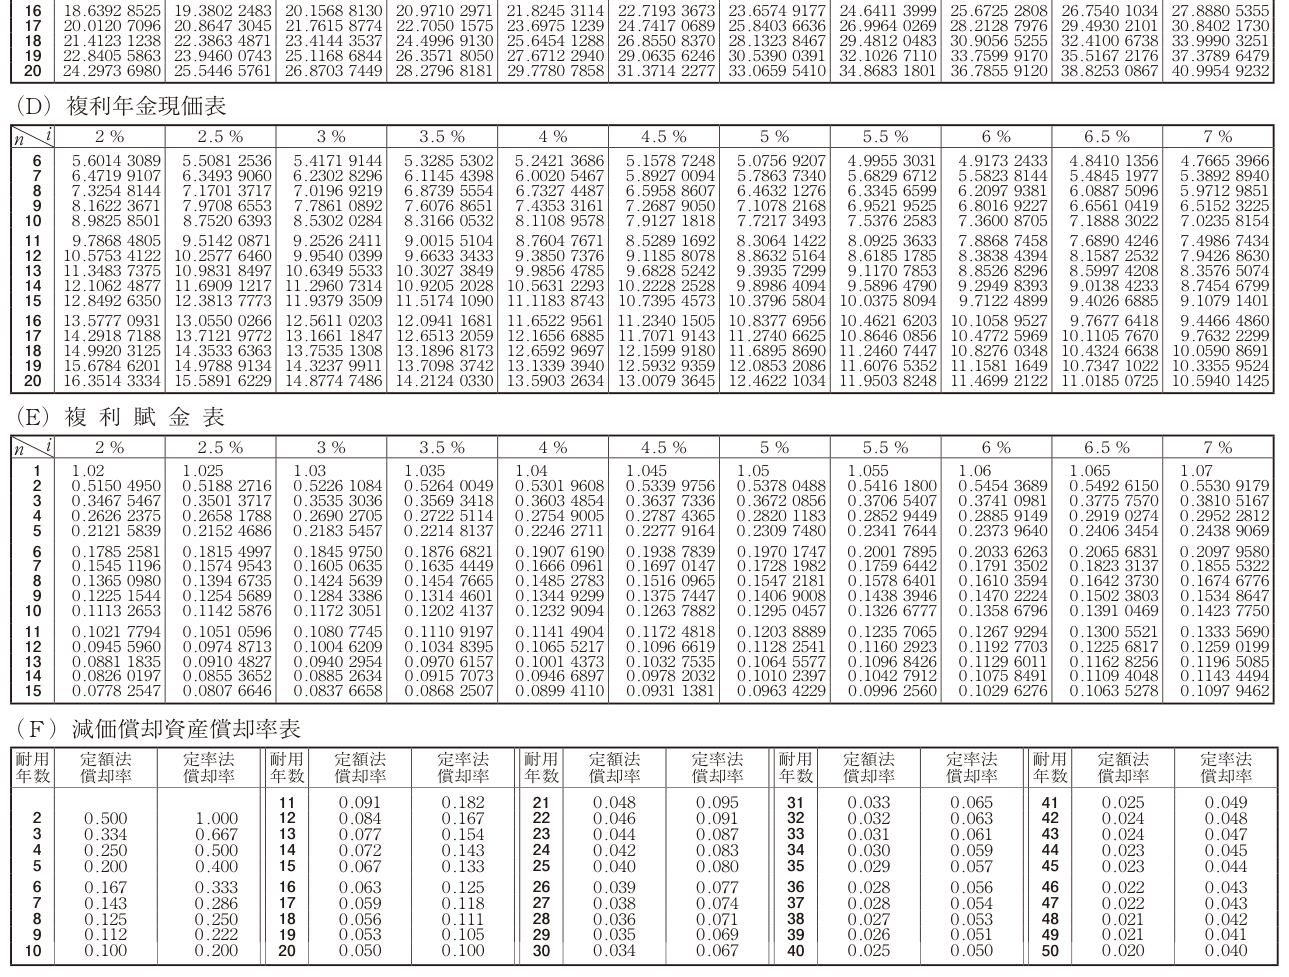 16 18.6392 8525 19.3802 2483 20.1568 8130 20.9710 2971 21.8245 3114 22.7193 3673 23.6574 9177 24.6411 3999 25.6725 2808 26.7540 1034 27.8880 5355
17 20.0120 7096 20.8647 3045 21.7615 8774 22.7050 1575 23.6975 1239 24.7417 0689 25.8403 6636 26.9964 0269 28.2128 7976 29.4930 2101 30.8402 1730
18 21.4123 1238 22.3863 4871 23.4144 3537 24.4996 9130 25.6454 1288 26.8550 8370 28.1323 8467 29.4812 0483 30.9056 5255 32.4100 6738 33.9990 3251
19 22.8405 5863 23.9460 0743 25.1168 6844 26.3571 8050 27.6712 2940 29.0635 6246 30.5390 0391 32.1026 7110 33.7599 9170 35.5167 2176 37.3789 6479
20 24.2973 6980 25.5446 5761 26.8703 7449 28.2796 8181 29.7780 7858 31.3714 2277 33.0659 5410 34.8683 1801 36.7855 9120 38.8253 0867 40.9954 9232
(D) 複利年金現価表
n i 2 % 2.5 % 3 % 3.5 % 4 % 4.5 % 5 % 5.5 % 6 % 6.5 % 7 %
6 5.6014 3089 5.5081 2536 5.4171 9144 5.3285 5302 5.2421 3686 5.1578 7248 5.0756 9207 4.9955 3031 4.9173 2433 4.8410 1356 4.7665 3966
7 6.4719 9107 6.3493 9060 6.2302 8296 6.1145 4398 6.0020 5467 5.8927 0094 5.7863 7340 5.6829 6712 5.5823 8144 5.4845 1977 5.3892 8940
8 7.3254 8144 7.1701 3717 7.0196 9219 6.8739 5554 6.7327 4487 6.5958 8607 6.4632 1276 6.3345 6599 6.2097 9381 6.0887 5096 5.9712 9851
9 8.1622 3671 7.9708 6553 7.7861 0892 7.6076 8651 7.4353 3161 7.2687 9050 7.1078 2168 6.9521 9525 6.8016 9227 6.6561 0419 6.5152 3225
10 8.9825 8501 8.7520 6393 8.5302 0284 8.3166 0532 8.1108 9578 7.9127 1818 7.7217 3493 7.5376 2583 7.3600 8705 7.1888 3022 7.0235 8154
11 9.7868 4805 9.5142 0871 9.2526 2411 9.0015 5104 8.7604 7671 8.5289 1692 8.3064 1422 8.0925 3633 7.8868 7458 7.6890 4246 7.4986 7434
12 10.5753 4122 10.2577 6460 9.9540 0399 9.6633 3433 9.3850 7376 9.1185 8078 8.8632 5164 8.6185 1785 8.3838 4394 8.1587 2532 7.9426 8630
13 11.3483 7375 10.9831 8497 10.6349 5533 10.3027 3849 9.9856 4785 9.6828 5242 9.3935 7299 9.1170 7853 8.8526 8296 8.5997 4208 8.3576 5074
14 12.1062 4877 11.6909 1217 11.2960 7314 10.9205 2028 10.5631 2293 10.2228 2528 9.8986 4094 9.5896 4790 9.2949 8393 9.0138 4233 8.7454 6799
15 12.8492 6350 12.3813 7773 11.9379 3509 11.5174 1090 11.1183 8743 10.7395 4573 10.3796 5804 10.0375 8094 9.7122 4899 9.4026 6885 9.1079 1401
16 13.5777 0931 13.0550 0266 12.5611 0203 12.0941 1681 11.6522 9561 11.2340 1505 10.8377 6956 10.4621 6203 10.1058 9527 9.7677 6418 9.4466 4860
17 14.2918 7188 13.7121 9772 13.1661 1847 12.6513 2059 12.1656 6885 11.7071 9143 11.2740 6625 10.8646 0856 10.4772 5969 10.1105 7670 9.7632 2299
18 14.9920 3125 14.3533 6363 13.7535 1308 13.1896 8173 12.6592 9697 12.1599 9180 11.6895 8690 11.2460 7447 10.8276 0348 10.4324 6638 10.0590 8691
19 15.6784 6201 14.9788 9134 14.3237 9911 13.7098 3742 13.1339 3940 12.5932 9359 12.0853 2086 11.6076 5352 11.1581 1649 10.7347 1022 10.3355 9524
20 16.3514 3334 15.5891 6229 14.8774 7486 14.2124 0330 13.5903 2634 13.0079 3645 12.4622 1034 11.9503 8248 11.4699 2122 11.0185 0725 10.5940 1425
(E) 複 利 賦 金 表
n i 2 % 2.5 % 3 % 3.5 % 4 % 4.5 % 5 % 5.5 % 6 % 6.5 % 7 %
1 1.02 1.025 1.03 1.035 1.04 1.045 1.05 1.055 1.06 1.065 1.07
2 0.5150 4950 0.5188 2716 0.5226 1084 0.5264 0049 0.5301 9608 0.5339 9756 0.5378 0488 0.5416 1800 0.5454 3689 0.5492 6150 0.5530 9179
3 0.3467 5467 0.3501 3717 0.3535 3036 0.3569 3418 0.3603 4854 0.3637 7336 0.3672 0856 0.3706 5407 0.3741 0981 0.3775 7570 0.3810 5167
4 0.2626 2375 0.2658 1788 0.2690 2705 0.2722 5114 0.2754 9005 0.2787 4365 0.2820 1183 0.2852 9449 0.2885 9149 0.2919 0274 0.2952 2812
5 0.2121 5839 0.2152 4686 0.2183 5457 0.2214 8137 0.2246 2711 0.2277 9164 0.2309 7480 0.2341 7644 0.2373 9640 0.2406 3454 0.2438 9069
6 0.1785 2581 0.1815 4997 0.1845 9750 0.1876 6821 0.1907 6190 0.1938 7839 0.1970 1747 0.2001 7895 0.2033 6263 0.2065 6831 0.2097 9580
7 0.1545 1196 0.1574 9543 0.1605 0635 0.1635 4449 0.1666 0961 0.1697 0147 0.1728 1982 0.1759 6442 0.1791 3502 0.1823 3137 0.1855 5322
8 0.1365 0980 0.1394 6735 0.1424 5639 0.1454 7665 0.1485 2783 0.1516 0965 0.1547 2181 0.1578 6401 0.1610 3594 0.1642 3730 0.1674 6776
9 0.1225 1544 0.1254 5689 0.1284 3386 0.1314 4601 0.1344 9299 0.1375 7447 0.1406 9008 0.1438 3946 0.1470 2224 0.1502 3803 0.1534 8647
10 0.1113 2653 0.1142 5876 0.1172 3051 0.1202 4137 0.1232 9094 0.1263 7882 0.1295 0457 0.1326 6777 0.1358 6796 0.1391 0469 0.1423 7750
11 0.1021 7794 0.1051 0596 0.1080 7745 0.1110 9197 0.1141 4904 0.1172 4818 0.1203 8889 0.1235 7065 0.1267 9294 0.1300 5521 0.1333 5690
12 0.0945 5960 0.0974 8713 0.1004 6209 0.1034 8395 0.1065 5217 0.1096 6619 0.1128 2541 0.1160 2923 0.1192 7703 0.1225 6817 0.1259 0199
13 0.0881 1835 0.0910 4827 0.0940 2954 0.0970 6157 0.1001 4373 0.1032 7535 0.1064 5577 0.1096 8426 0.1129 6011 0.1162 8256 0.1196 5085
14 0.0826 0197 0.0855 3652 0.0885 2634 0.0915 7073 0.0946 6897 0.0978 2032 0.1010 2397 0.1042 7912 0.1075 8491 0.1109 4048 0.1143 4494
15 0.0778 2547 0.0807 6646 0.0837 6658 0.0868 2507 0.0899 4110 0.0931 1381 0.0963 4229 0.0996 2560 0.1029 6276 0.1063 5278 0.1097 9462
(F) 減価償却資産償却率表
耐用 定額法 定率法 耐用 定額法 定率法 耐用 定額法 定率法 耐用 定額法 定率法 耐用 定額法 定率法
年数 償却率 償却率 年数 償却率 償却率 年数 償却率 償却率 年数 償却率 償却率 年数 償却率 償却率
11 0.091 0.182 21 0.048 0.095 31 0.033 0.065 41 0.025 0.049
2 0.500 1.000 12 0.084 0.167 22 0.046 0.091 32 0.032 0.063 42 0.024 0.048
3 0.334 0.667 13 0.077 0.154 23 0.044 0.087 33 0.031 0.061 43 0.024 0.047
4 0.250 0.500 14 0.072 0.143 24 0.042 0.083 34 0.030 0.059 44 0.023 0.045
5 0.200 0.400 15 0.067 0.133 25 0.040 0.080 35 0.029 0.057 45 0.023 0.044
6 0.167 0.333 16 0.063 0.125 26 0.039 0.077 36 0.028 0.056 46 0.022 0.043
7 0.143 0.286 17 0.059 0.118 27 0.038 0.074 37 0.028 0.054 47 0.022 0.043
8 0.125 0.250 18 0.056 0.111 28 0.036 0.071 38 0.027 0.053 48 0.021 0.042
9 0.112 0.222 19 0.053 0.105 29 0.035 0.069 39 0.026 0.051 49 0.021 0.041
10 0.100 0.200 20 0.050 0.100 30 0.034 0.067 40 0.025 0.050 50 0.020 0.040